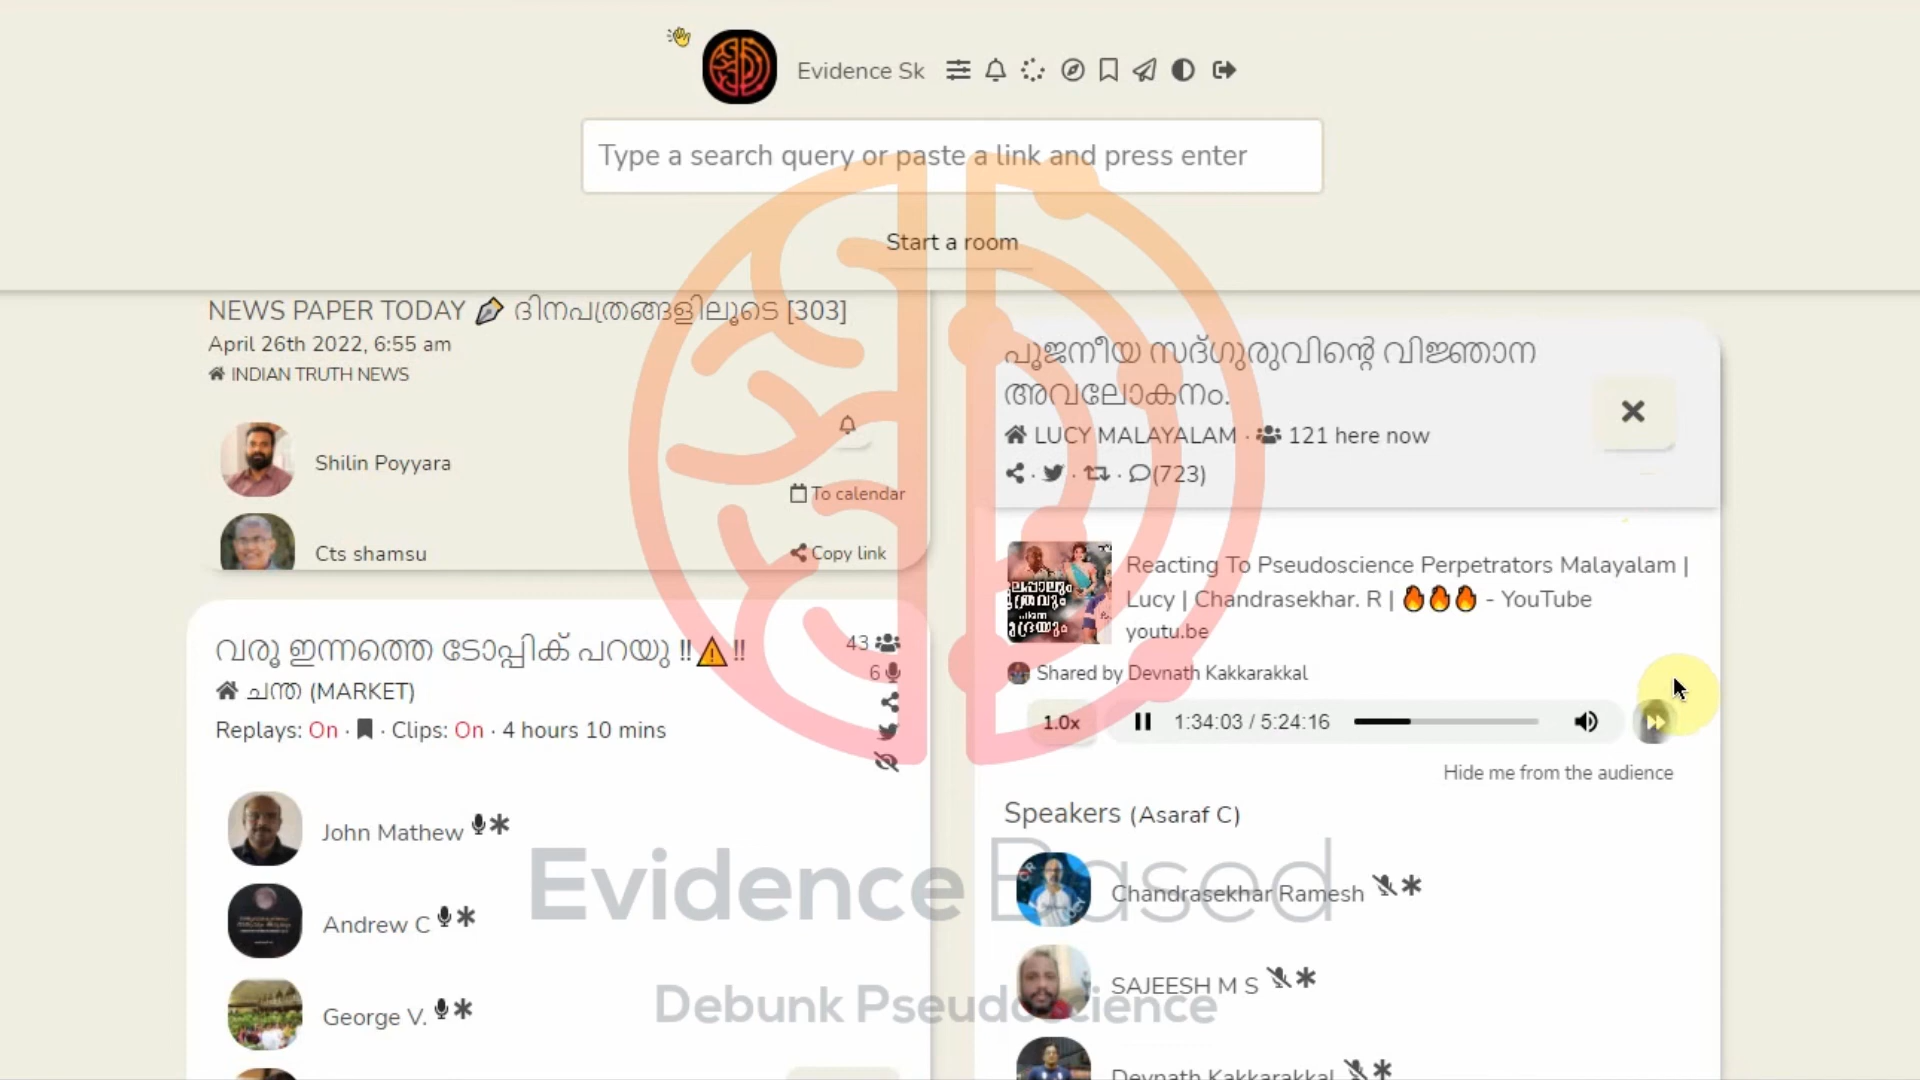 Evidence Sk
Type a search query or paste a link and press enter
Start a room
NEWS PAPER TODAY ദിനപത്രങ്ങളിലൂടെ [303]
April 26th 2022, 6:55 am
INDIAN TRUTH NEWS
Shilin Poyyara
To calendar
Cts shamsu
Copy link
വരൂ ഇന്നത്തെ ടോപ്പിക് പറയൂ ‼️⚠️‼️
43
6
ചന്ത (MARKET)
Replays: On · Clips: On · 4 hours 10 mins
John Mathew
Andrew C
George V.
പൂജനീയ സദ്ഗുരുവിന്റെ വിജ്ഞാന
അവലോകനം.
LUCY MALAYALAM · 121 here now
(723)
Reacting To Pseudoscience Perpetrators Malayalam |
Lucy | Chandrasekhar. R | 🔥🔥🔥 - YouTube
youtu.be
Shared by Devnath Kakkarakkal
1.0x
1:34:03 / 5:24:16
Hide me from the audience
Speakers (Asaraf C)
Chandrasekhar Ramesh
SAJEESH M S
Devnath Kakkarakkal
Evidence Based
Debunk Pseudoscience